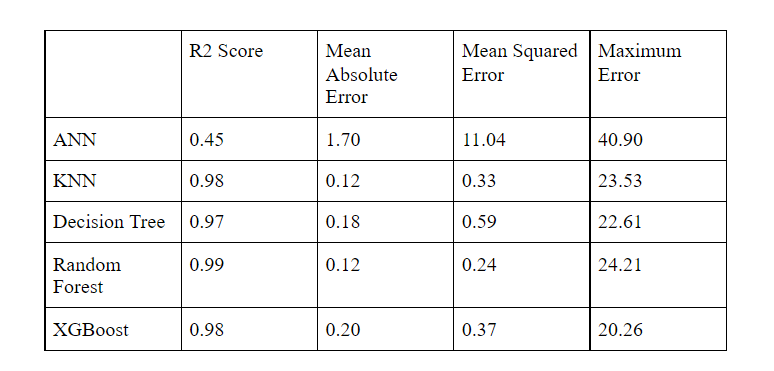 R2 Score Mean Absolute Error Mean Squared Error Maximum Error
ANN 0.45 1.70 11.04 40.90
KNN 0.98 0.12 0.33 23.53
Decision Tree 0.97 0.18 0.59 22.61
Random Forest 0.99 0.12 0.24 24.21
XGBoost 0.98 0.20 0.37 20.26